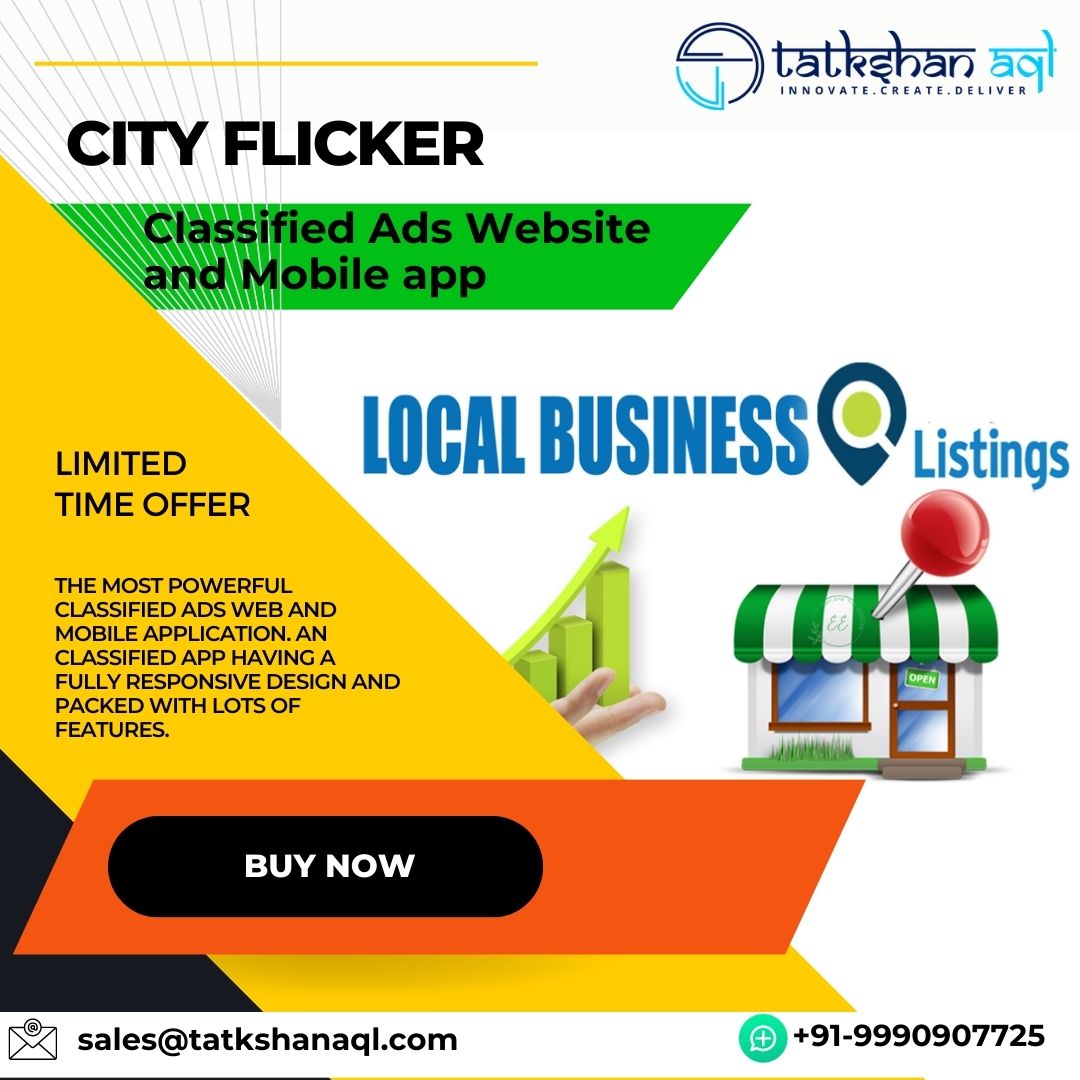 tatkshan aql
INNOVATE.CREATE.DELIVER
CITY FLICKER
Classified Ads Website
and Mobile app
LOCAL BUSINESS
Listings
LIMITED
TIME OFFER
THE MOST POWERFUL
CLASSIFIED ADS WEB AND
MOBILE APPLICATION. AN
CLASSIFIED APP HAVING A
FULLY RESPONSIVE DESIGN AND
PACKED WITH LOTS OF
FEATURES.
EE
OPEN
BUY NOW
@
sales@tatkshanaql.com
+91-9990907725